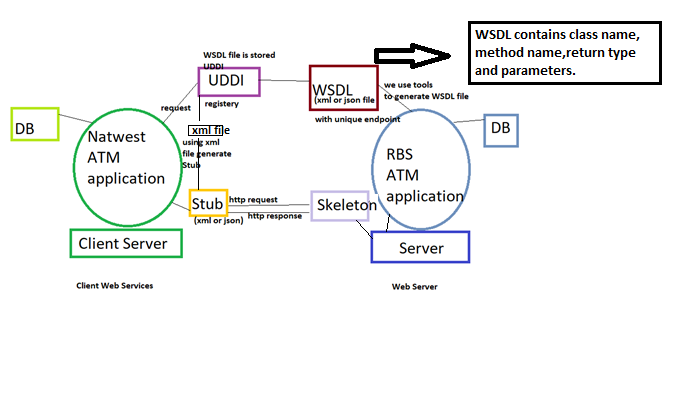 WSDL contains class name,
method name,return type
and parameters.
WSDL file is stored
UDDI
UDDI
registery
request
WSDL
(xml or json file
with unique endpoint
we use tools
to generate WSDL file
DB
Natwest
ATM
application
xml file
using xml
file generate
Stub
RBS
ATM
application
DB
Stub
(xml or json)
http request
http response
Skeleton
Client Server
Server
Client Web Services
Web Server